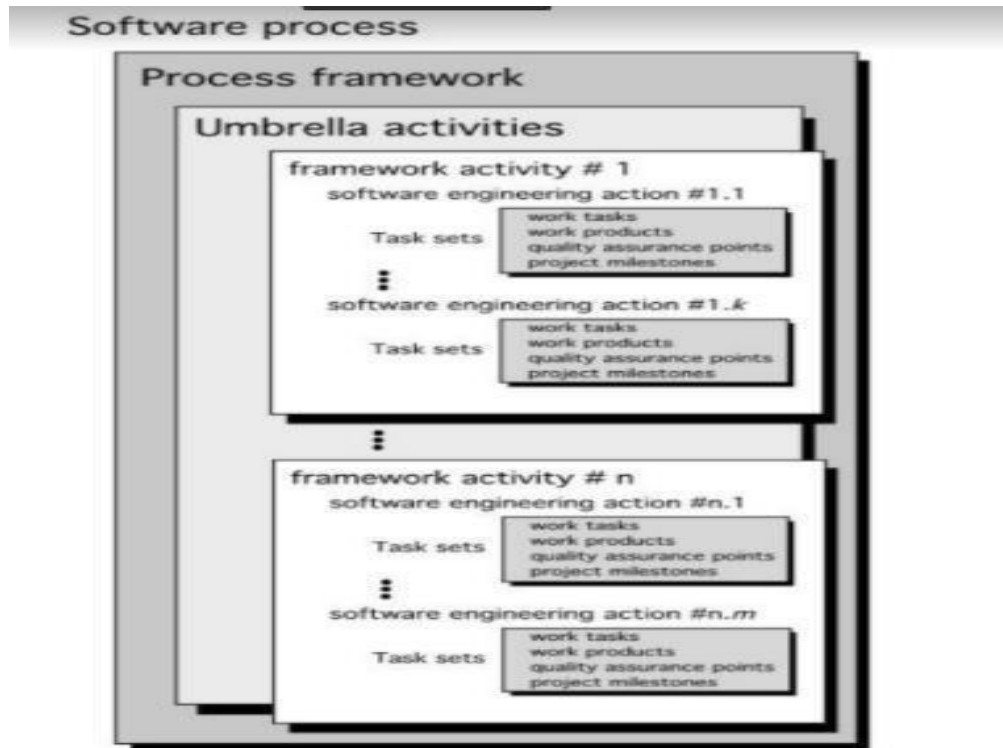 Software process
Process framework
Umbrella activities
framework activity # 1
software engineering action #1.1
Task sets
work tasks
work products
quality assurance points
project milestones
software engineering action #1.k
Task sets
work tasks
work products
quality assurance points
project milestones
framework activity # n
software engineering action #n.1
Task sets
work tasks
work products
quality assurance points
project milestones
software engineering action #n.m
Task sets
work tasks
work products
quality assurance points
project milestones